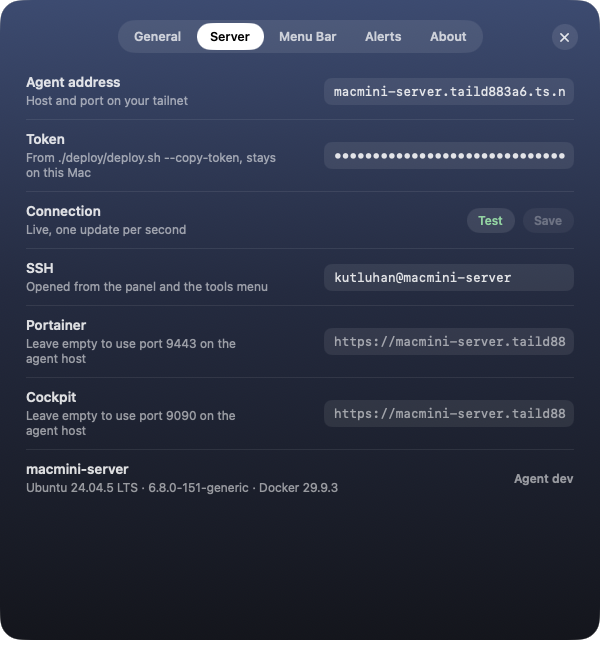 General Server Menu Bar Alerts About
Agent address
Host and port on your tailnet
macmini-server.taild883a6.ts.n
Token
From ./deploy/deploy.sh --copy-token, stays
on this Mac
••••••••••••••••••••••••••••
Connection
Live, one update per second
Test Save
SSH
Opened from the panel and the tools menu
kutluhan@macmini-server
Portainer
Leave empty to use port 9443 on the
agent host
https://macmini-server.taild88
Cockpit
Leave empty to use port 9090 on the
agent host
https://macmini-server.taild88
macmini-server
Ubuntu 24.04.5 LTS · 6.8.0-151-generic · Docker 29.9.3
Agent dev